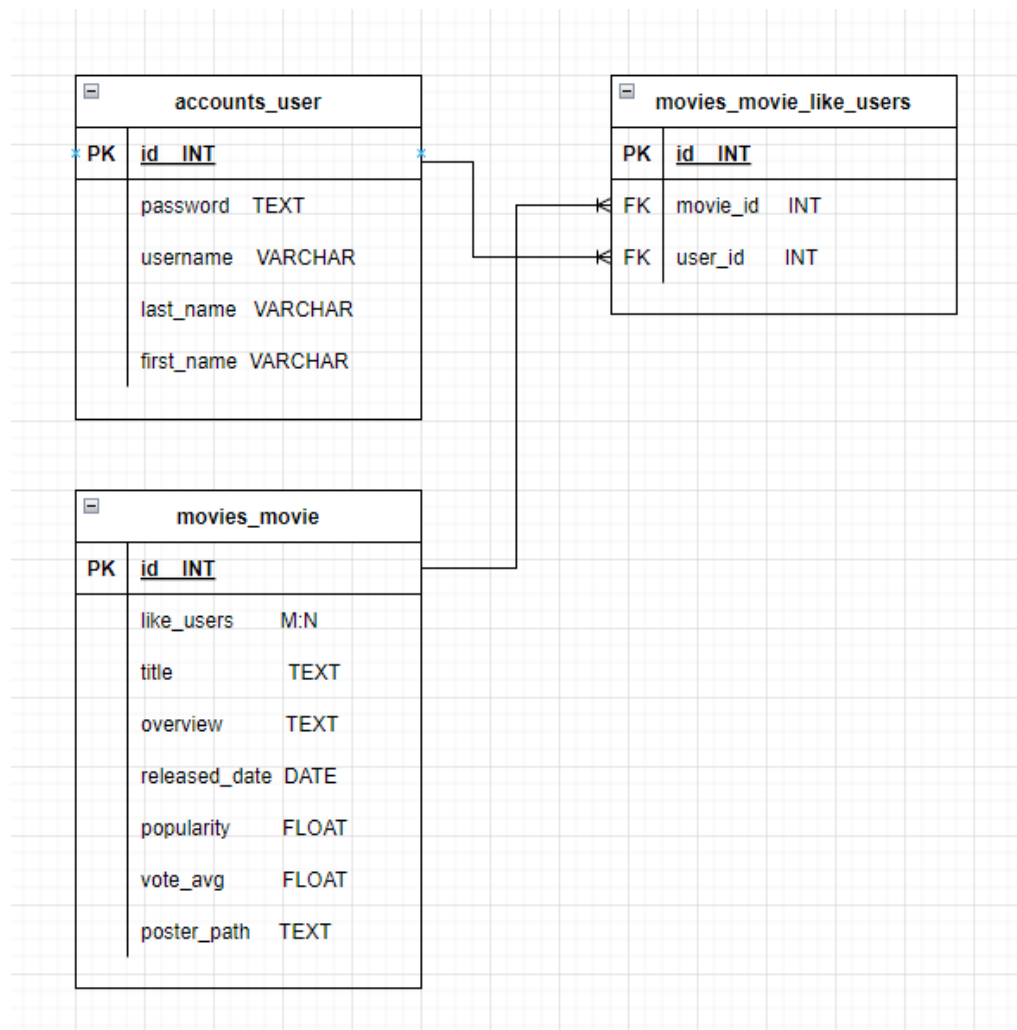 accounts_user
PK id INT
password TEXT
username VARCHAR
last_name VARCHAR
first_name VARCHAR
movies_movie_like_users
PK id INT
FK movie_id INT
FK user_id INT
movies_movie
PK id INT
like_users M:N
title TEXT
overview TEXT
released_date DATE
popularity FLOAT
vote_avg FLOAT
poster_path TEXT